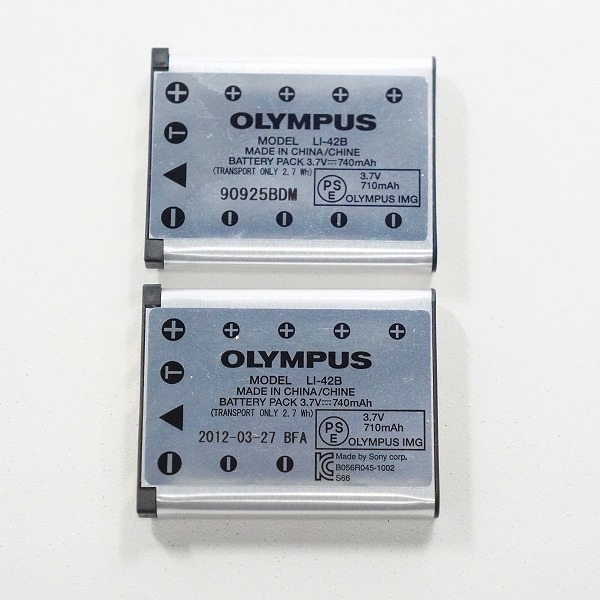 + + + + +
OLYMPUS
T
MODEL LI-42B
MADE IN CHINA/CHINE
BATTERY PACK 3.7V⎓740mAh
(TRANSPORT ONLY 2.7 Wh)
PSE
3.7V
710mAh
OLYMPUS IMG
90925BDM
+ + + + +
OLYMPUS
T
MODEL LI-42B
MADE IN CHINA/CHINE
BATTERY PACK 3.7V⎓740mAh
(TRANSPORT ONLY 2.7 Wh)
PSE
3.7V
710mAh
OLYMPUS IMG
2012-03-27 BFA
Made by Sony corp.
B056R045-1002
S66